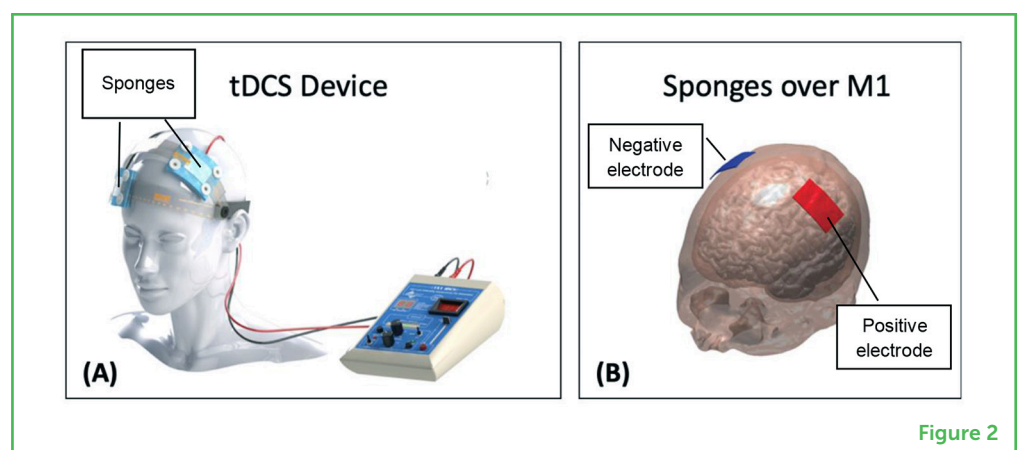 Sponges
tDCS Device
(A)
Sponges over M1
Negative
electrode
Positive
electrode
(B)
Figure 2